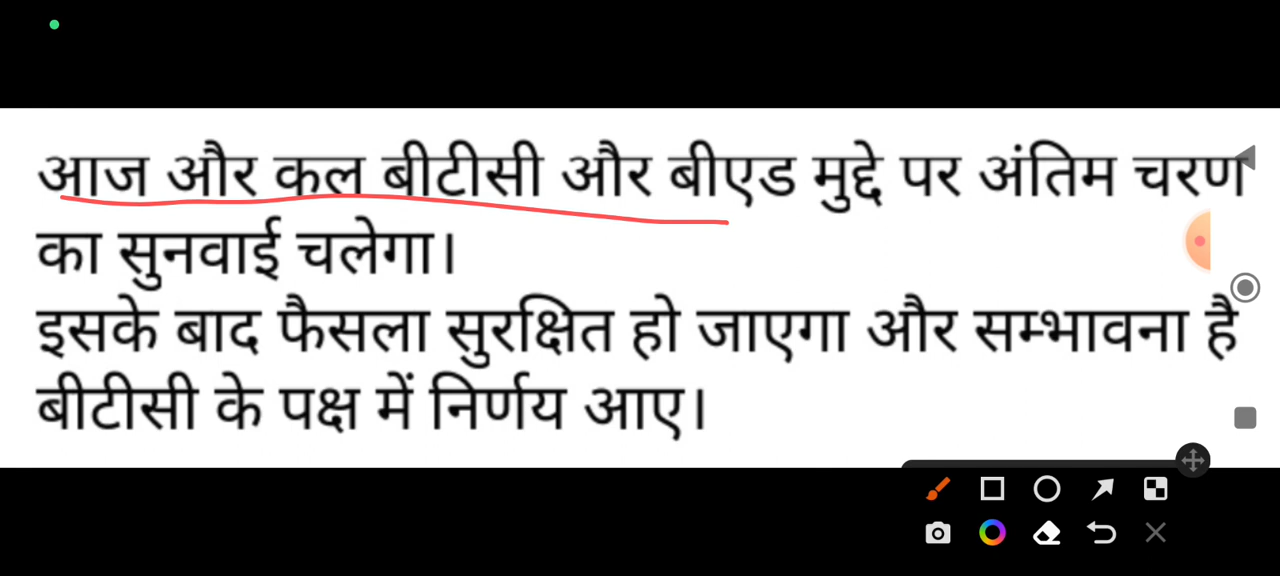 आज और कल बीटीसी और बीएड मुद्दे पर अंतिम चरण
का सुनवाई चलेगा।
इसके बाद फैसला सुरक्षित हो जाएगा और सम्भावना है
बीटीसी के पक्ष में निर्णय आए।